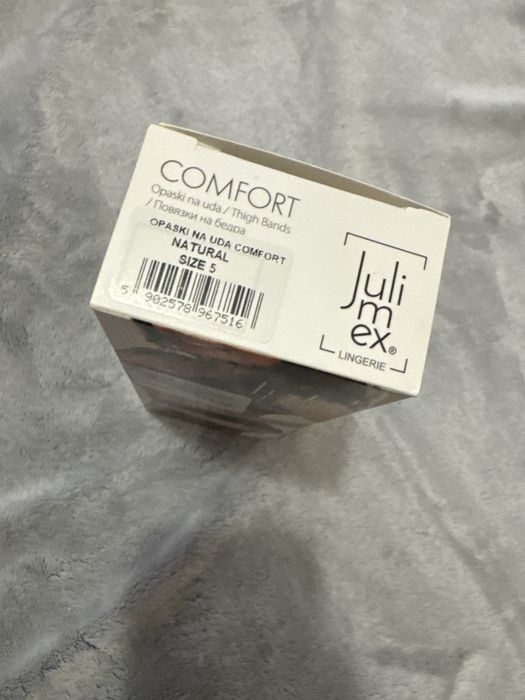 COMFORT
Opaski na uda / Thigh Bands
/ Повязки на бедра
OPASKI NA UDA COMFORT
NATURAL
SIZE 5
5 902578 967516
Juli
m
ex®
LINGERIE